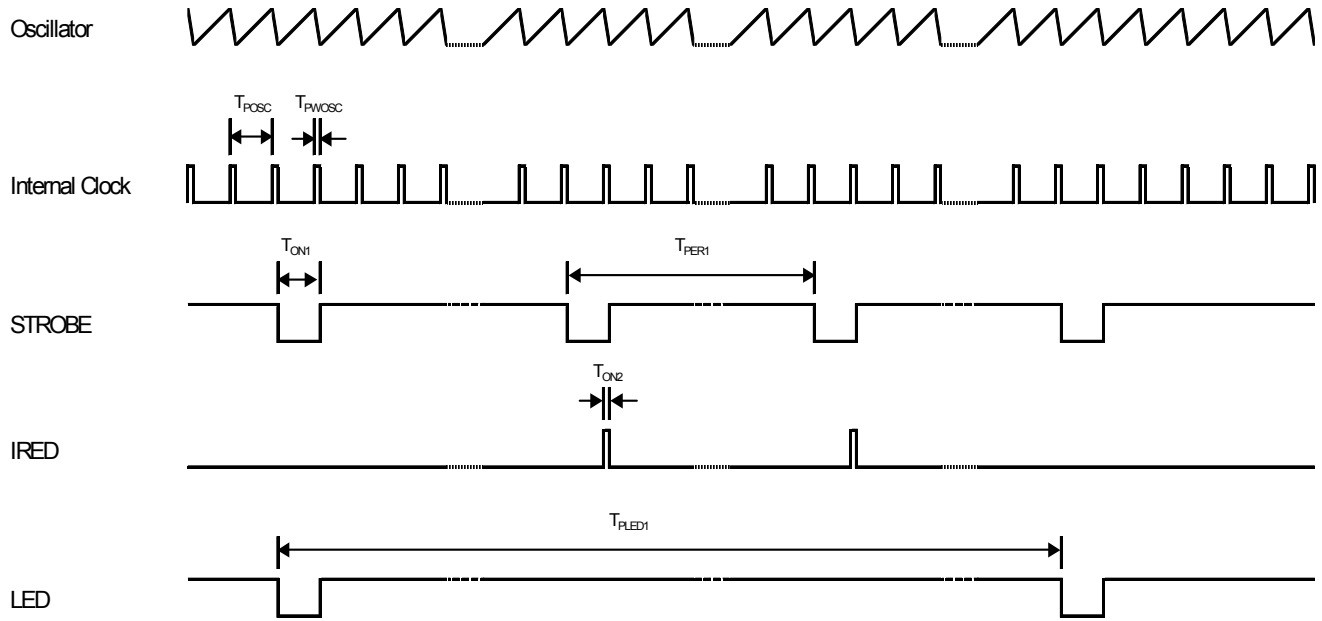 Oscillator
TPOSC TPWOSC
Internal Clock
TON1 TPER1
STROBE
TON2
IRED
TPLED1
LED